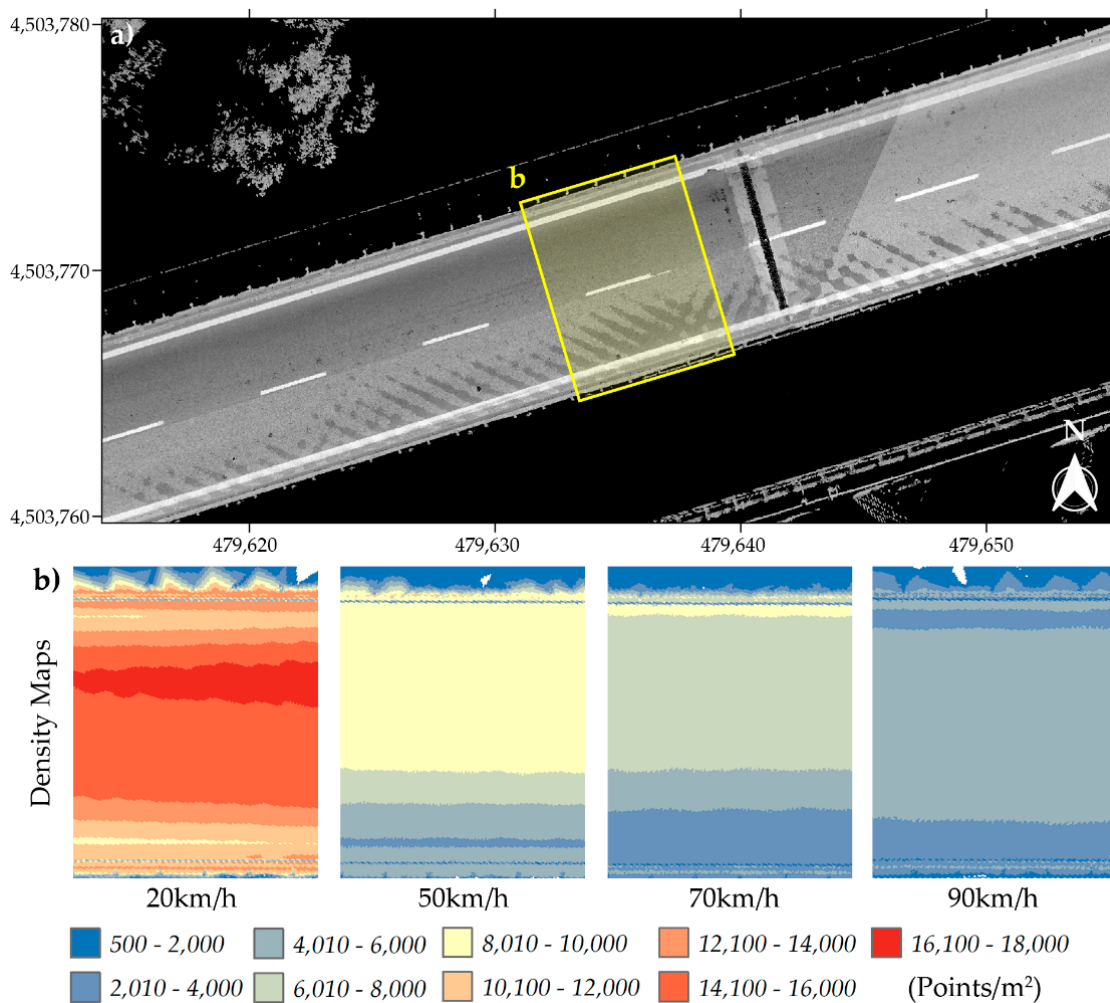 4,503,780
a)
b
4,503,770
N
4,503,760
479,620 479,630 479,640 479,650
b)
Density Maps
20km/h 50km/h 70km/h 90km/h
500 - 2,000 4,010 - 6,000 8,010 - 10,000 12,100 - 14,000 16,100 - 18,000
2,010 - 4,000 6,010 - 8,000 10,100 - 12,000 14,100 - 16,000 (Points/m²)